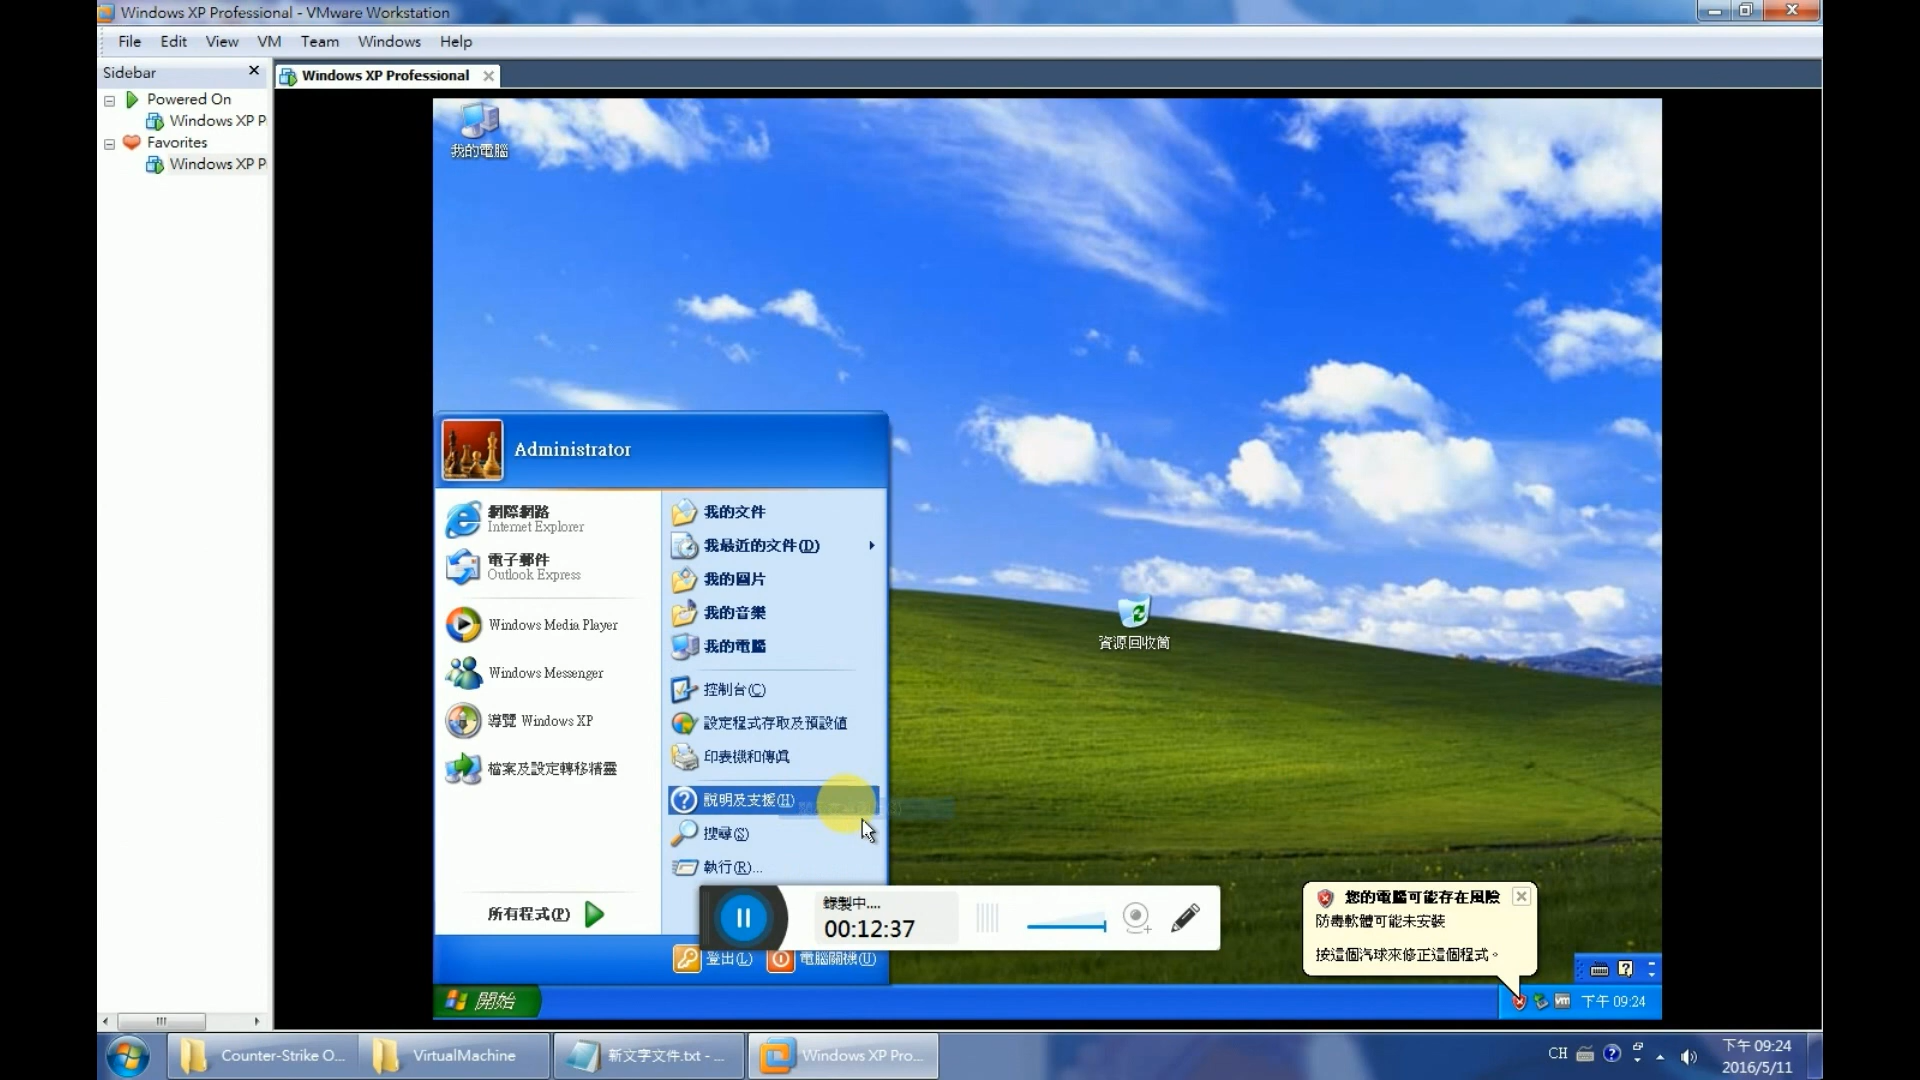 Windows XP Professional - VMware Workstation
File Edit View VM Team Windows Help
Sidebar
Windows XP Professional
Powered On
Windows XP P
Favorites
Windows XP P
我的電腦
Administrator
網際網路
Internet Explorer
電子郵件
Outlook Express
Windows Media Player
Windows Messenger
導覽 Windows XP
檔案及設定轉移精靈
所有程式(P)
我的文件
我最近的文件(D)
我的圖片
我的音樂
我的電腦
控制台(C)
設定程式存取及預設值
印表機和傳真
說明及支援(H)
搜尋(S)
執行(R)...
登出(L)
電腦關機(U)
資源回收筒
錄製中....
00:12:37
您的電腦可能存在風險
防毒軟體可能未安裝
按這個汽球來修正這個程式。
開始
下午 09:24
Counter-Strike O...
VirtualMachine
新文字文件.txt - ...
Windows XP Pro...
CH
下午 09:24
2016/5/11